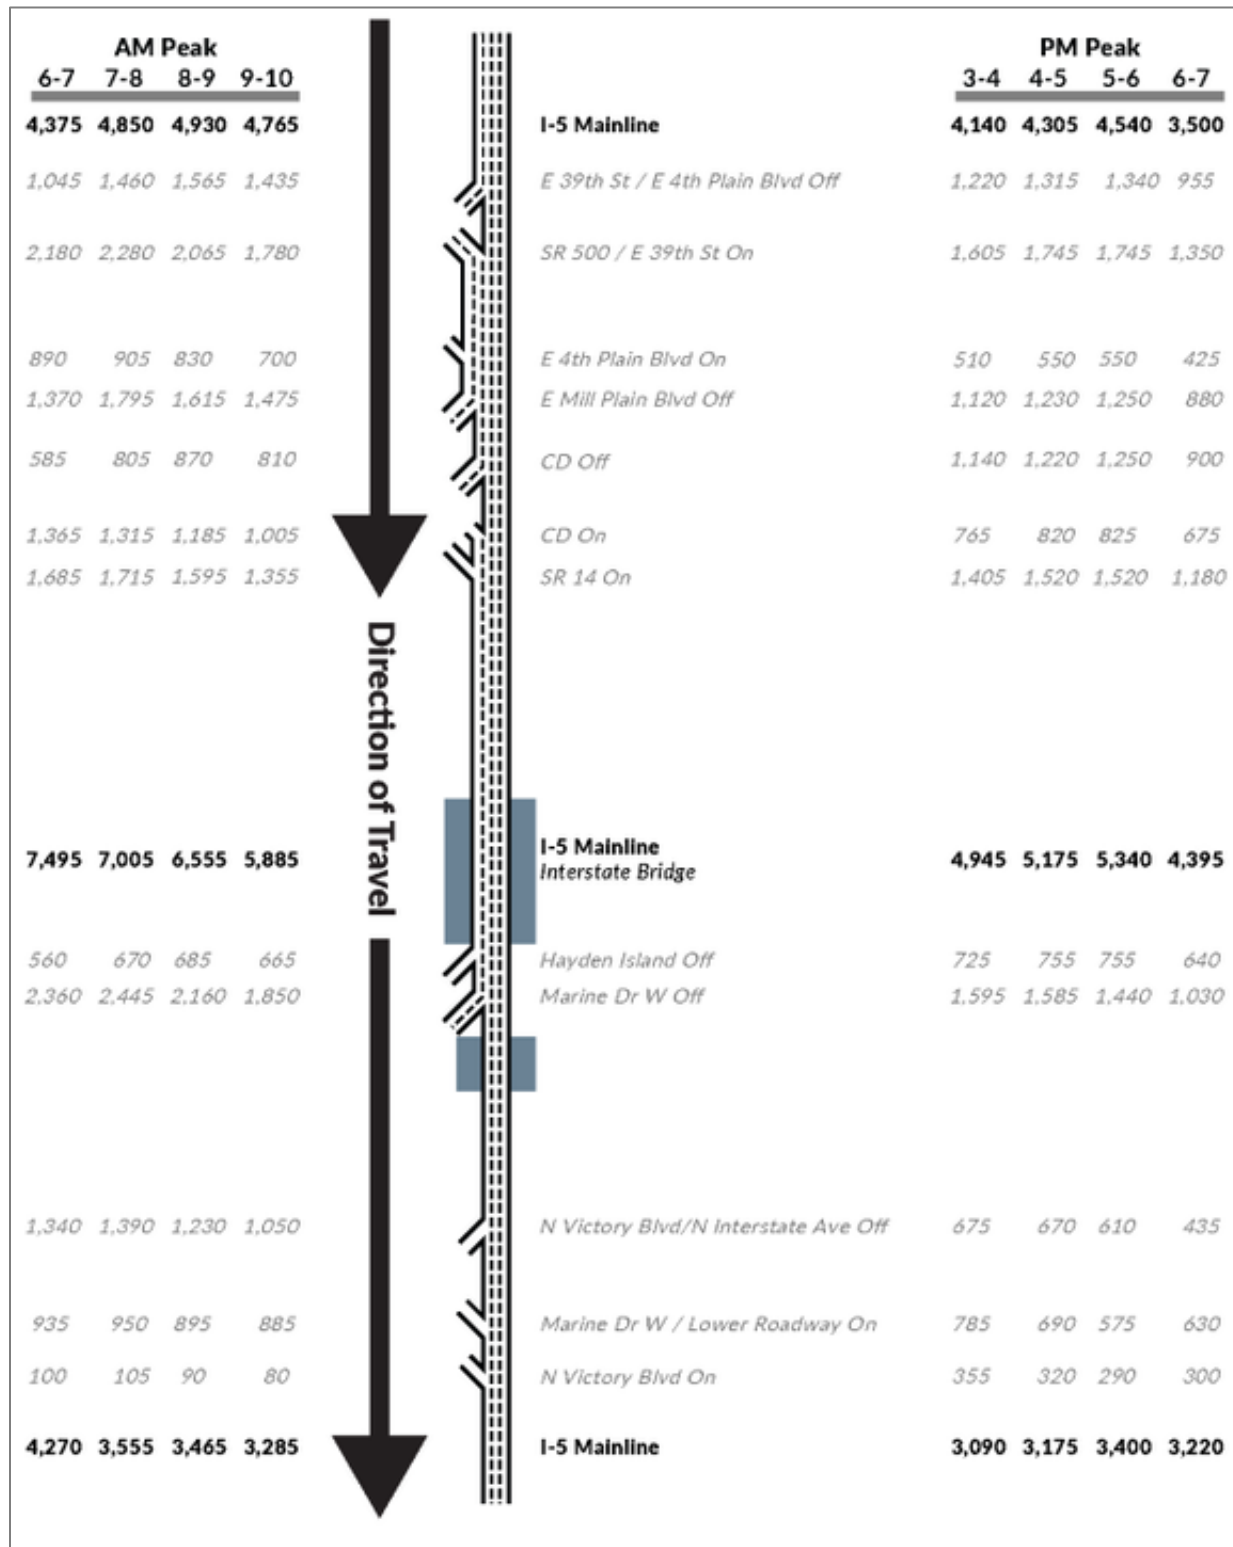 AM Peak PM Peak
6-7 7-8 8-9 9-10 3-4 4-5 5-6 6-7
4,375 4,850 4,930 4,765 I-5 Mainline 4,140 4,305 4,540 3,500
1,045 1,460 1,565 1,435 E 39th St / E 4th Plain Blvd Off 1,220 1,315 1,340 955
2,180 2,280 2,065 1,780 SR 500 / E 39th St On 1,605 1,745 1,745 1,350
890 905 830 700 E 4th Plain Blvd On 510 550 550 425
1,370 1,795 1,615 1,475 E Mill Plain Blvd Off 1,120 1,230 1,250 880
585 805 870 810 CD Off 1,140 1,220 1,250 900
1,365 1,315 1,185 1,005 CD On 765 820 825 675
1,685 1,715 1,595 1,355 SR 14 On 1,405 1,520 1,520 1,180
Direction of Travel
7,495 7,005 6,555 5,885 I-5 Mainline 4,945 5,175 5,340 4,395
Interstate Bridge
560 670 685 665 Hayden Island Off 725 755 755 640
2,360 2,445 2,160 1,850 Marine Dr W Off 1,595 1,585 1,440 1,030
1,340 1,390 1,230 1,050 N Victory Blvd/N Interstate Ave Off 675 670 610 435
935 950 895 885 Marine Dr W / Lower Roadway On 785 690 575 630
100 105 90 80 N Victory Blvd On 355 320 290 300
4,270 3,555 3,465 3,285 I-5 Mainline 3,090 3,175 3,400 3,220